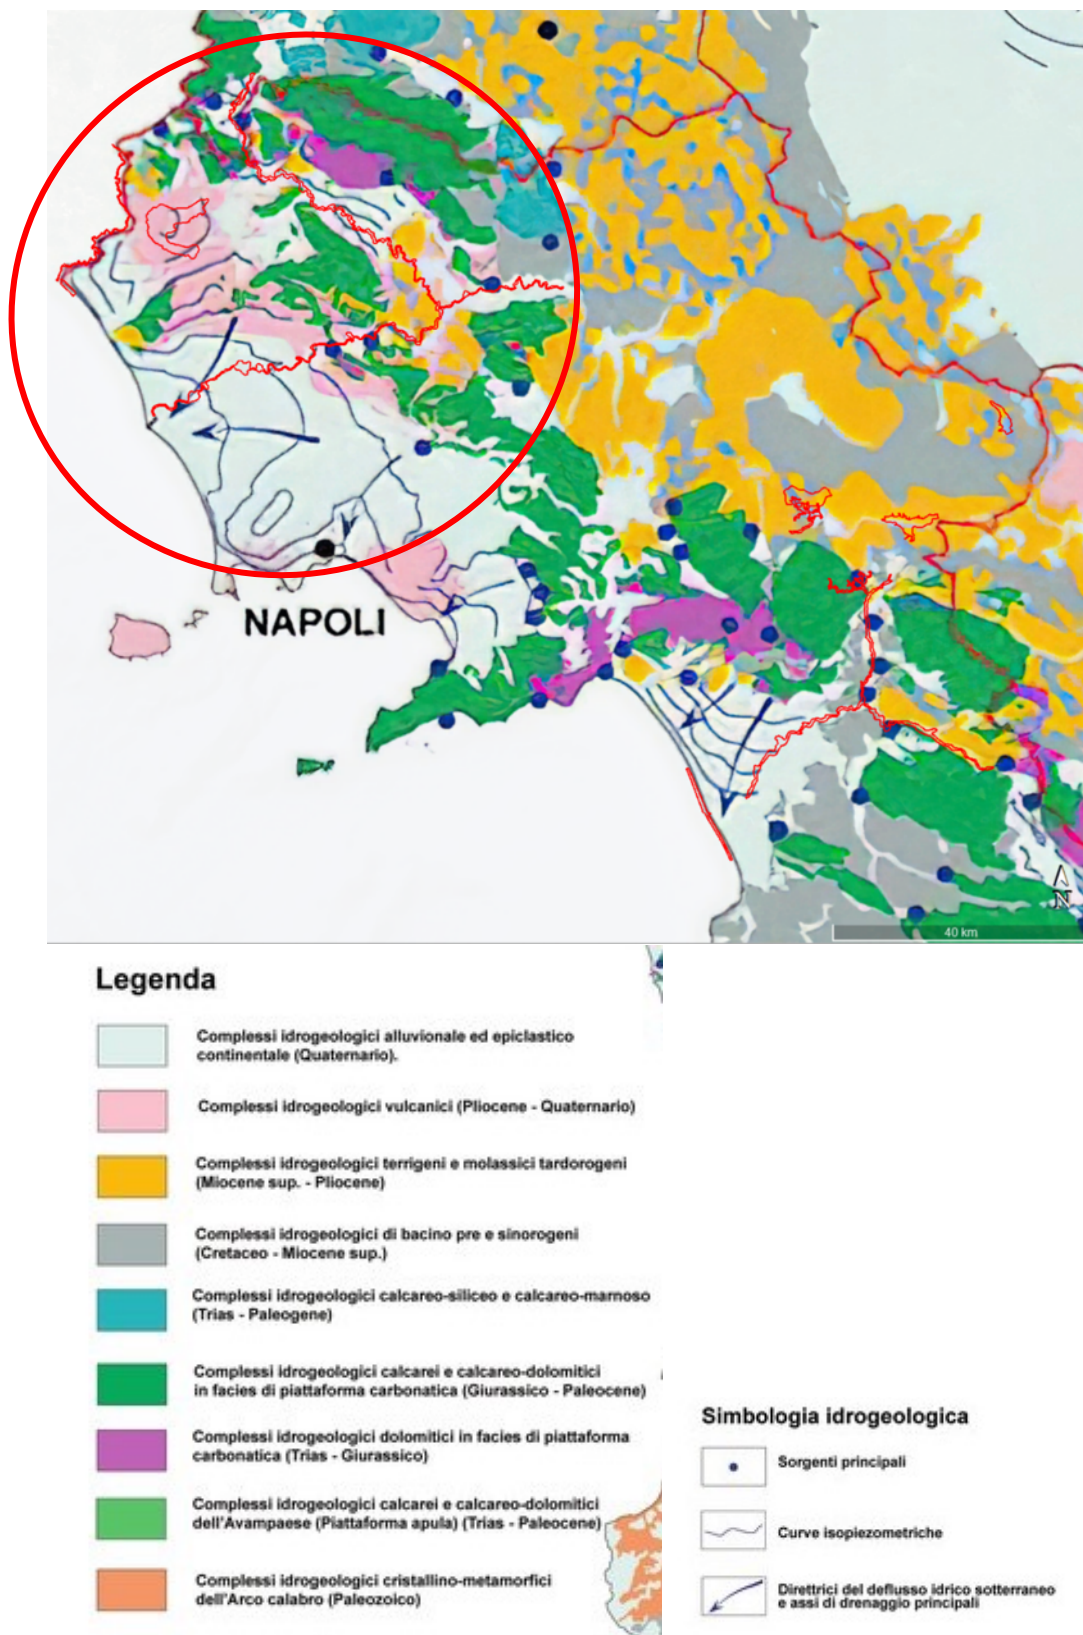 NAPOLI
N
40 km
Legenda
Complessi idrogeologici alluvionale ed epiclastico
continentale (Quaternario).
Complessi idrogeologici vulcanici (Pliocene - Quaternario)
Complessi idrogeologici terrigeni e molassici tardorogeni
(Miocene sup. - Pliocene)
Complessi idrogeologici di bacino pre e sinorogeni
(Cretaceo - Miocene sup.)
Complessi idrogeologici calcareo-siliceo e calcareo-marnoso
(Trias - Paleogene)
Complessi idrogeologici calcarei e calcareo-dolomitici
in facies di piattaforma carbonatica (Giurassico - Paleocene)
Complessi idrogeologici dolomitici in facies di piattaforma
carbonatica (Trias - Giurassico)
Complessi idrogeologici calcarei e calcareo-dolomitici
dell'Avampaese (Piattaforma apula) (Trias - Paleocene)
Complessi idrogeologici cristallino-metamorfici
dell'Arco calabro (Paleozoico)
Simbologia idrogeologica
Sorgenti principali
Curve isopiezometriche
Direttrici del deflusso idrico sotterraneo
e assi di drenaggio principali